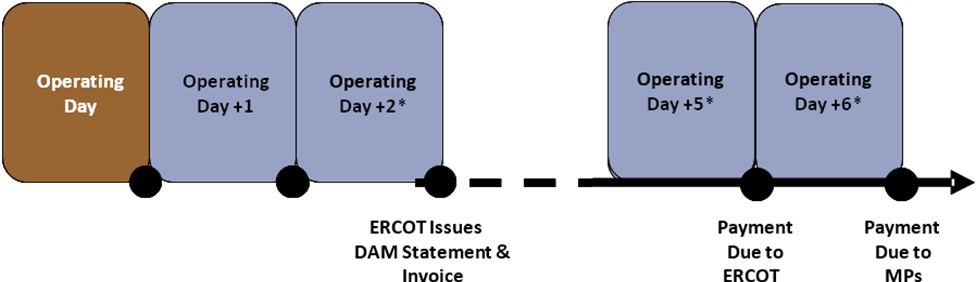 Operating
Day
Operating
Day +1
Operating
Day +2*
Operating
Day +5*
Operating
Day +6*
ERCOT Issues
DAM Statement &
Invoice
Payment
Due to
ERCOT
Payment
Due to
MPs